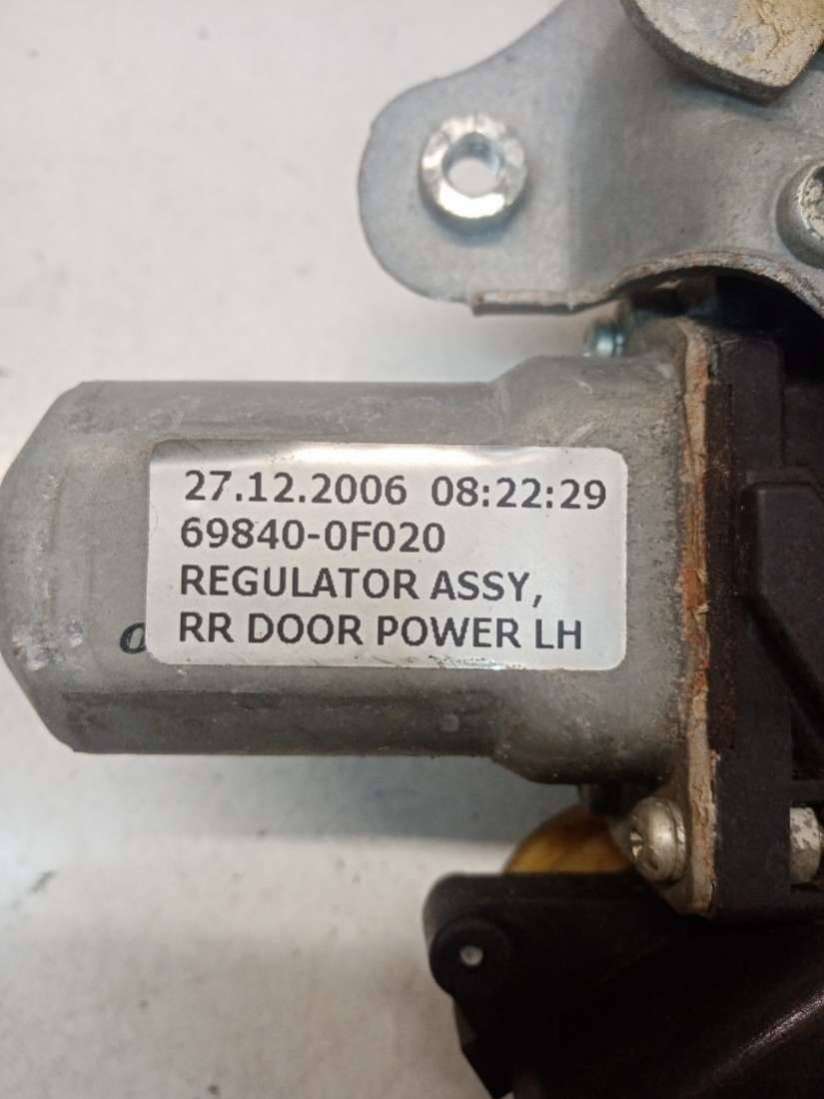 27.12.2006 08:22:29
69840-0F020
REGULATOR ASSY,
RR DOOR POWER LH